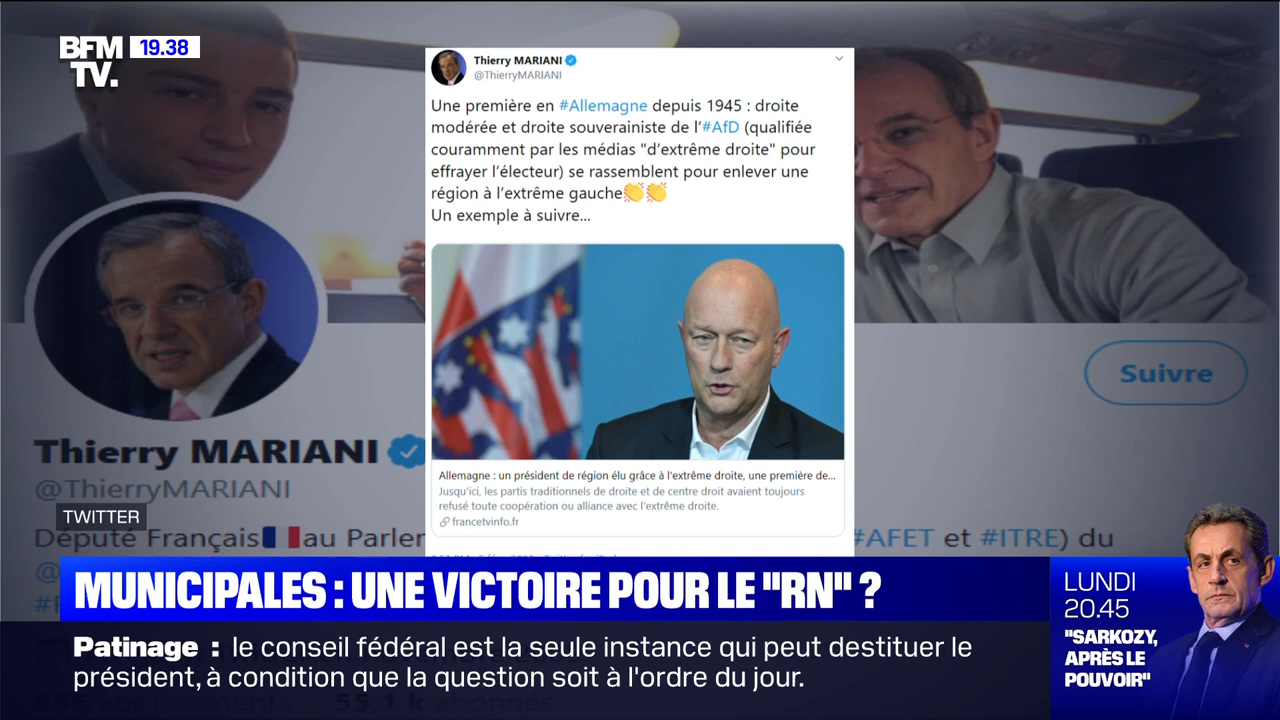 BFM
TV.
19.38
Thierry MARIANI
@ThierryMARIANI
Une première en #Allemagne depuis 1945 : droite
modérée et droite souverainiste de l'#AfD (qualifiée
couramment par les médias "d'extrême droite" pour
effrayer l'électeur) se rassemblent pour enlever une
région à l'extrême gauche👏👏
Un exemple à suivre...
Allemagne : un président de région élu grâce à l'extrême droite, une première de...
Jusqu'ici, les partis traditionnels de droite et de centre droit avaient toujours
refusé toute coopération ou alliance avec l'extrême droite.
francetvinfo.fr
Suivre
Thierry MARIANI
@ThierryMARIANI
TWITTER
Député Français🇫🇷au Parler
#AFET et #ITRE) du
MUNICIPALES : UNE VICTOIRE POUR LE "RN" ?
Patinage : le conseil fédéral est la seule instance qui peut destituer le
président, à condition que la question soit à l'ordre du jour.
LUNDI
20.45
"SARKOZY,
APRÈS LE
POUVOIR"